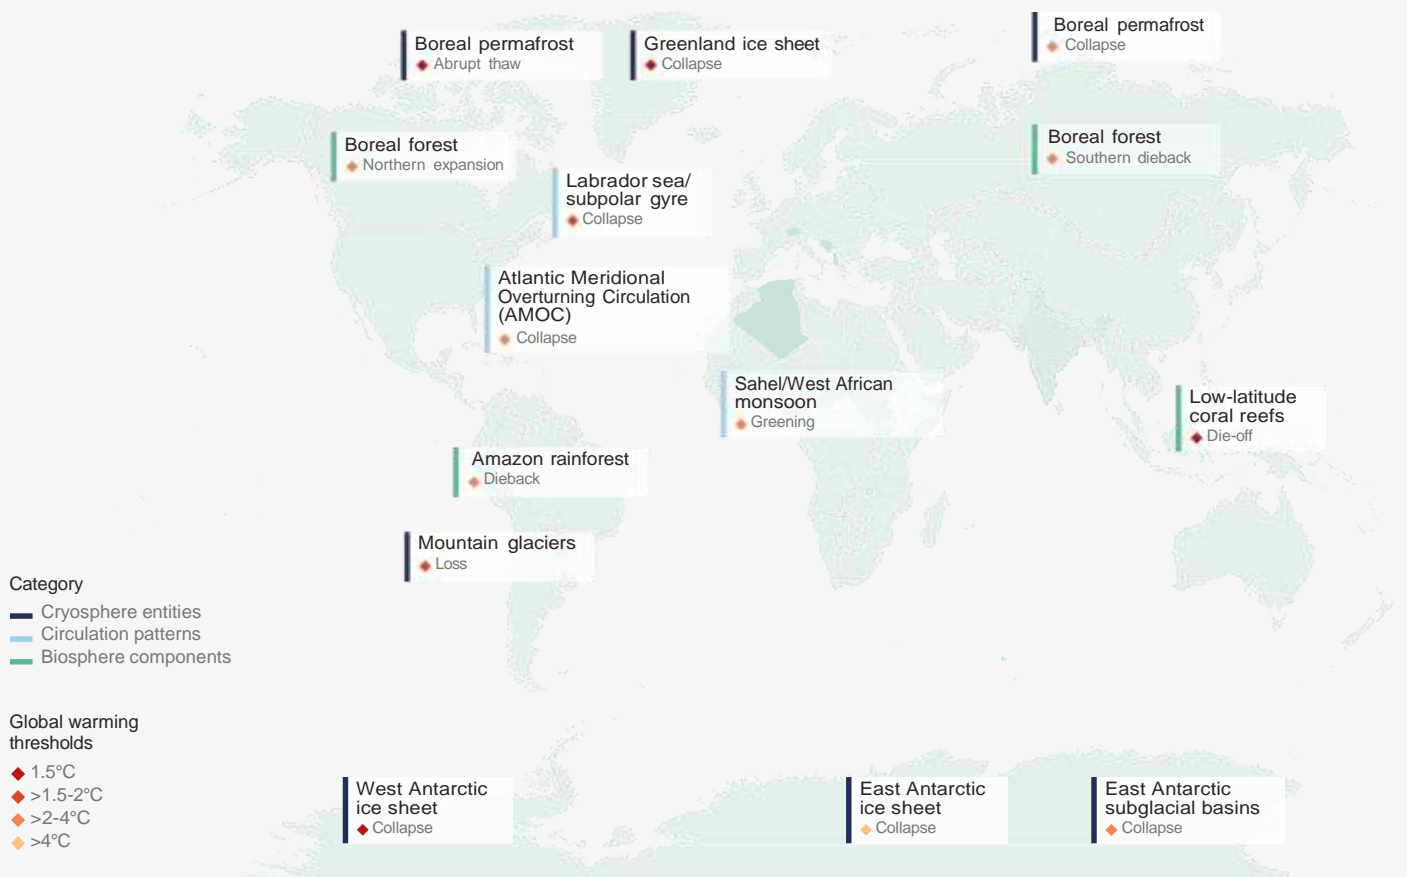 Boreal permafrost
Abrupt thaw
Greenland ice sheet
Collapse
Boreal permafrost
Collapse
Boreal forest
Northern expansion
Boreal forest
Southern dieback
Labrador sea/
subpolar gyre
Collapse
Atlantic Meridional
Overturning Circulation
(AMOC)
Collapse
Sahel/West African
monsoon
Greening
Low-latitude
coral reefs
Die-off
Amazon rainforest
Dieback
Mountain glaciers
Loss
Category
Cryosphere entities
Circulation patterns
Biosphere components
Global warming
thresholds
1.5°C
>1.5-2°C
>2-4°C
>4°C
West Antarctic
ice sheet
Collapse
East Antarctic
ice sheet
Collapse
East Antarctic
subglacial basins
Collapse